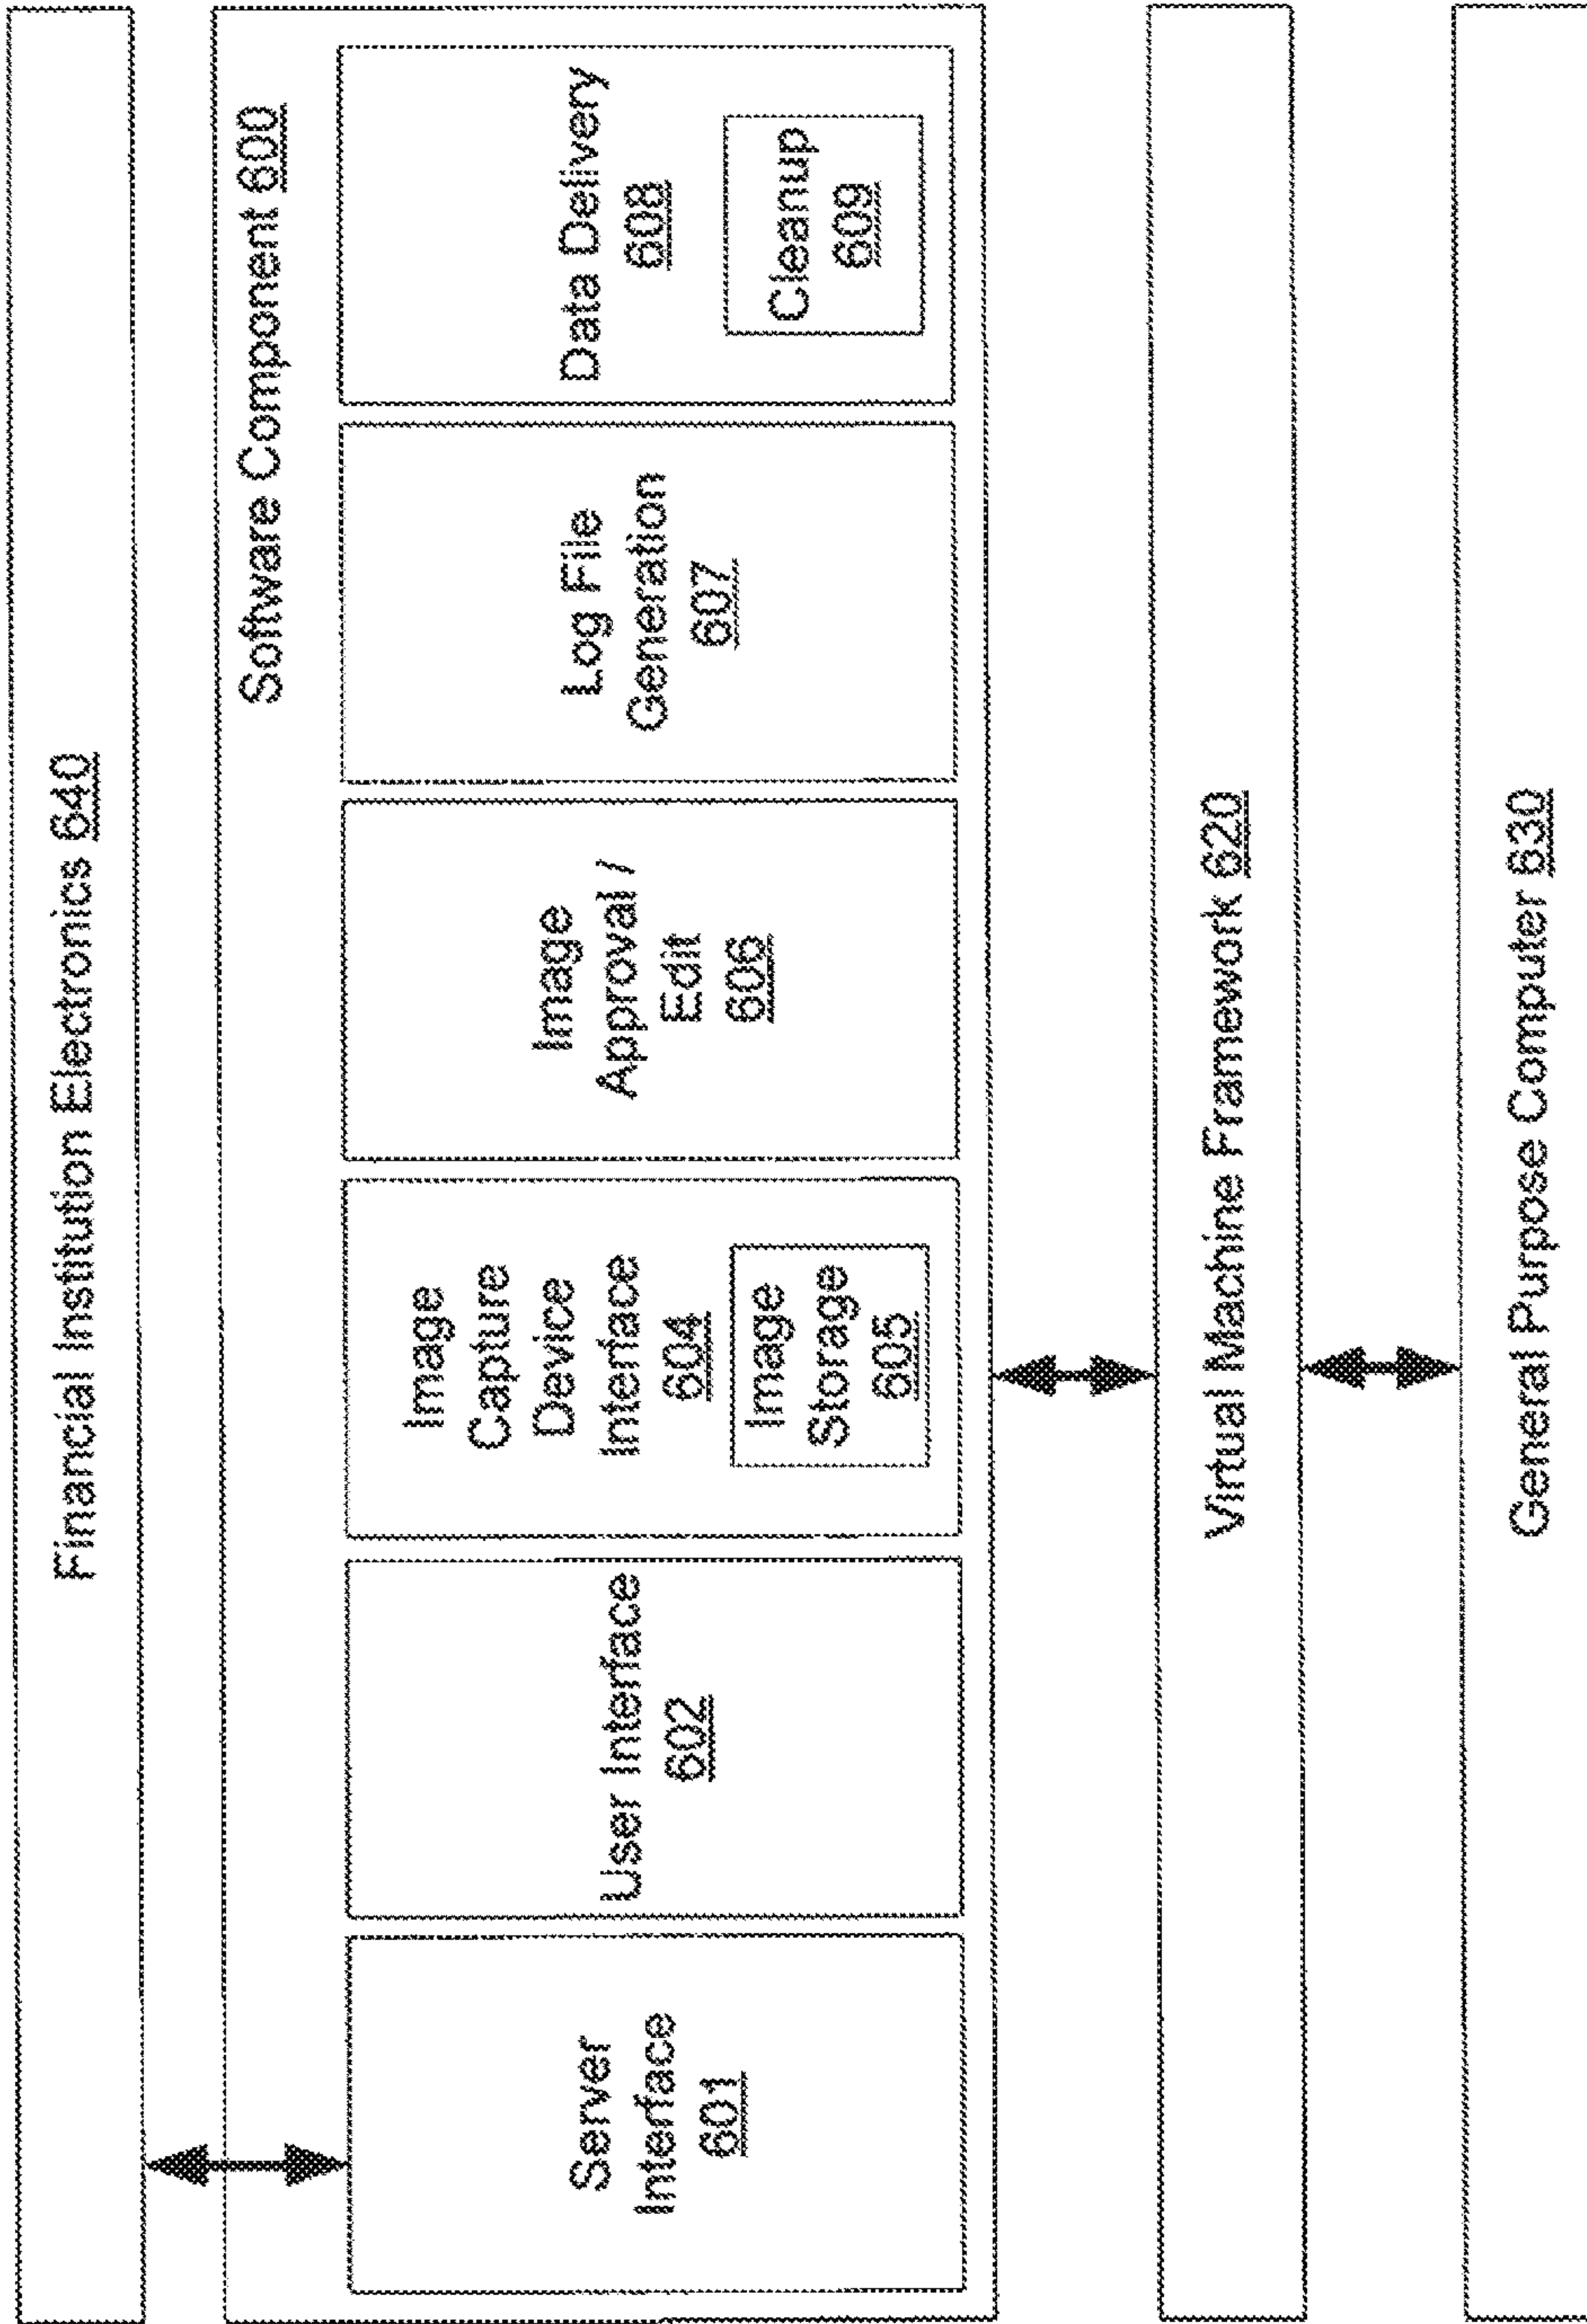 Financial Institution Electronics 640
Software Component 600
Server
Interface
601
User Interface
602
Image
Capture
Device
Interface
604
Image
Storage
605
Image
Approval /
Edit
606
Log File
Generation
607
Data Delivery
608
Cleanup
609
Virtual Machine Framework 620
General Purpose Computer 630